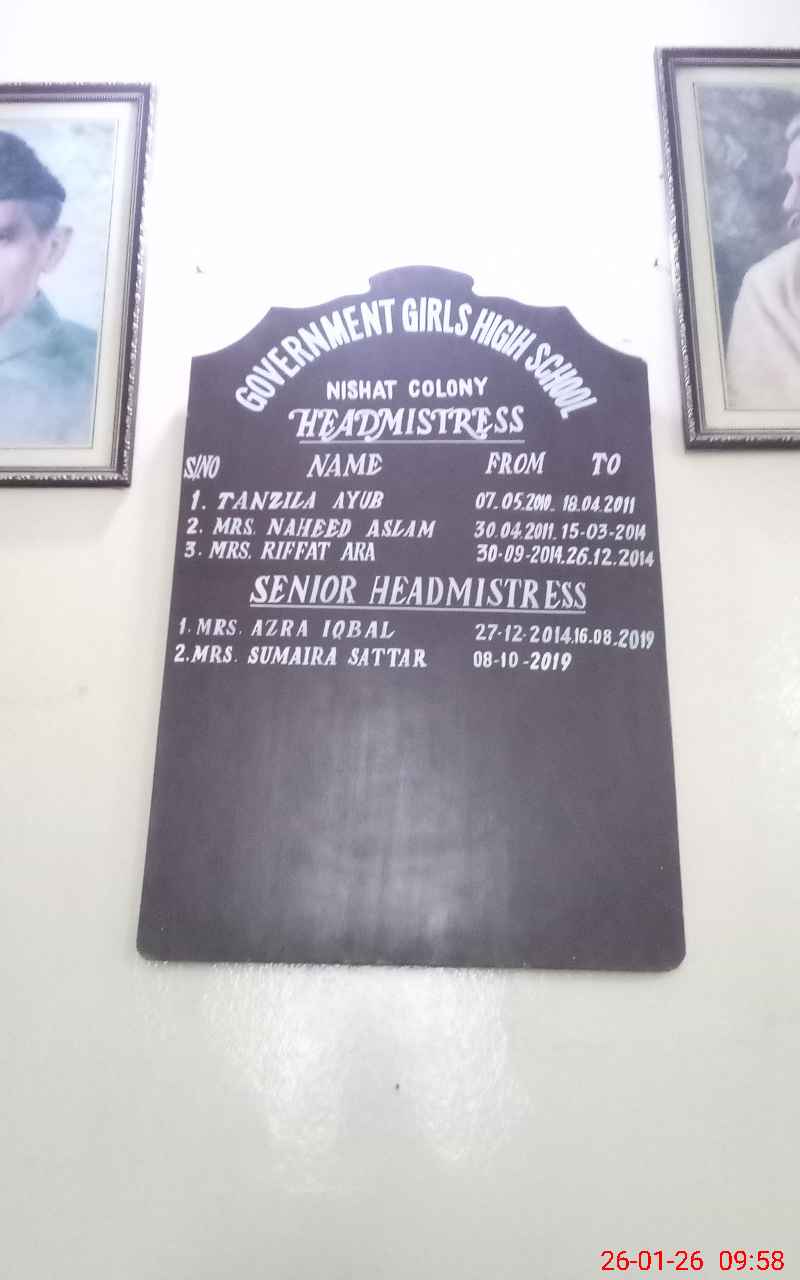 GOVERNMENT GIRLS HIGIH SCHOOL
NISHAT COLONY
HEADMISTRESS
S/NO NAME FROM TO
1. TANZILA AYUB 07.05.2010. 18.04.2011
2. MRS. NAHEED ASLAM 30.04.2011. 15-03-2014
3. MRS. RIFFAT ARA 30-09-2014.26.12.2014
SENIOR HEADMISTRESS
1. MRS. AZRA IQBAL 27-12-2014.16.08.2019
2. MRS. SUMAIRA SATTAR 08-10-2019
26-01-26 09:58